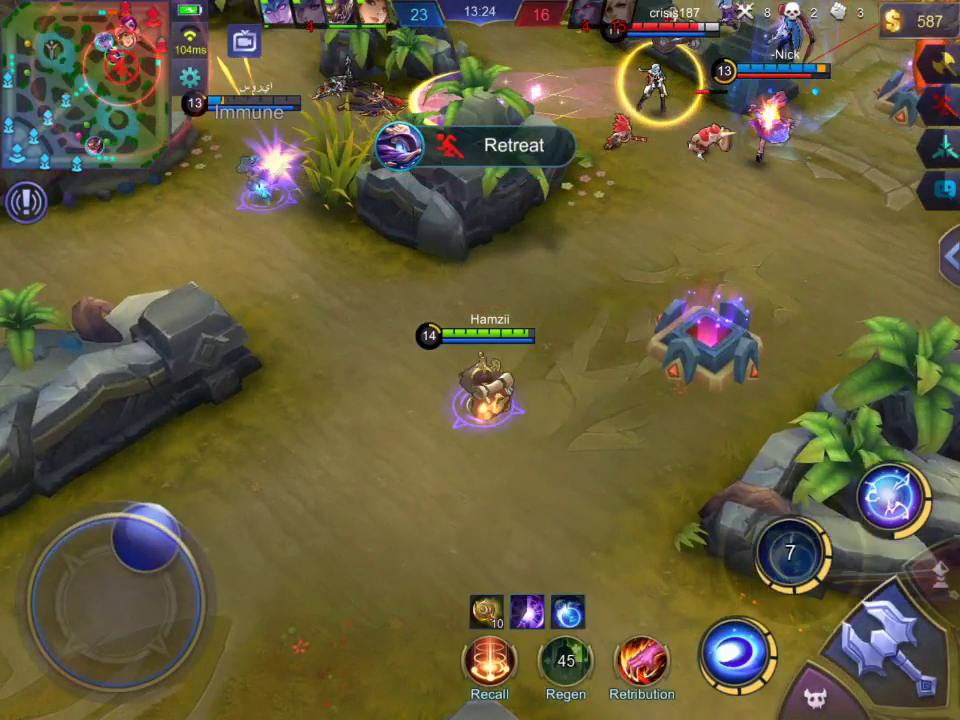 23
13:24
16
crisis187
8
2
3
587
104ms
-Nick
13
ايروس
13
Immune
Retreat
Hamzii
14
7
10
45
Recall
Regen
Retribution